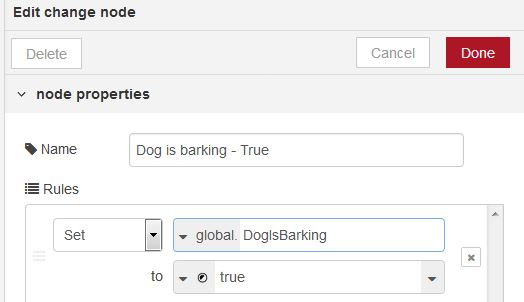 Edit change node
Delete
Cancel
Done
node properties
Name
Dog is barking - True
Rules
Set
global. DogIsBarking
to
true